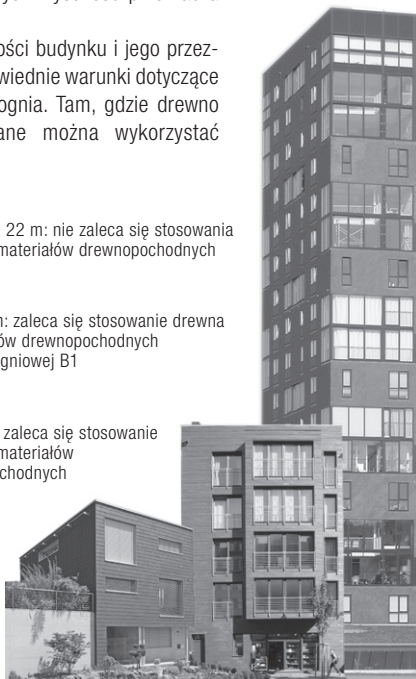 ości budynku i jego przez-
wiednie warunki dotyczące
ognia. Tam, gdzie drewno
ane można wykorzystać
22 m: nie zaleca się stosowania
materiałów drewnopochodnych
n: zaleca się stosowanie drewna
ów drewnopochodnych
gniowej B1
zaleca się stosowanie
materiałów
chodnych